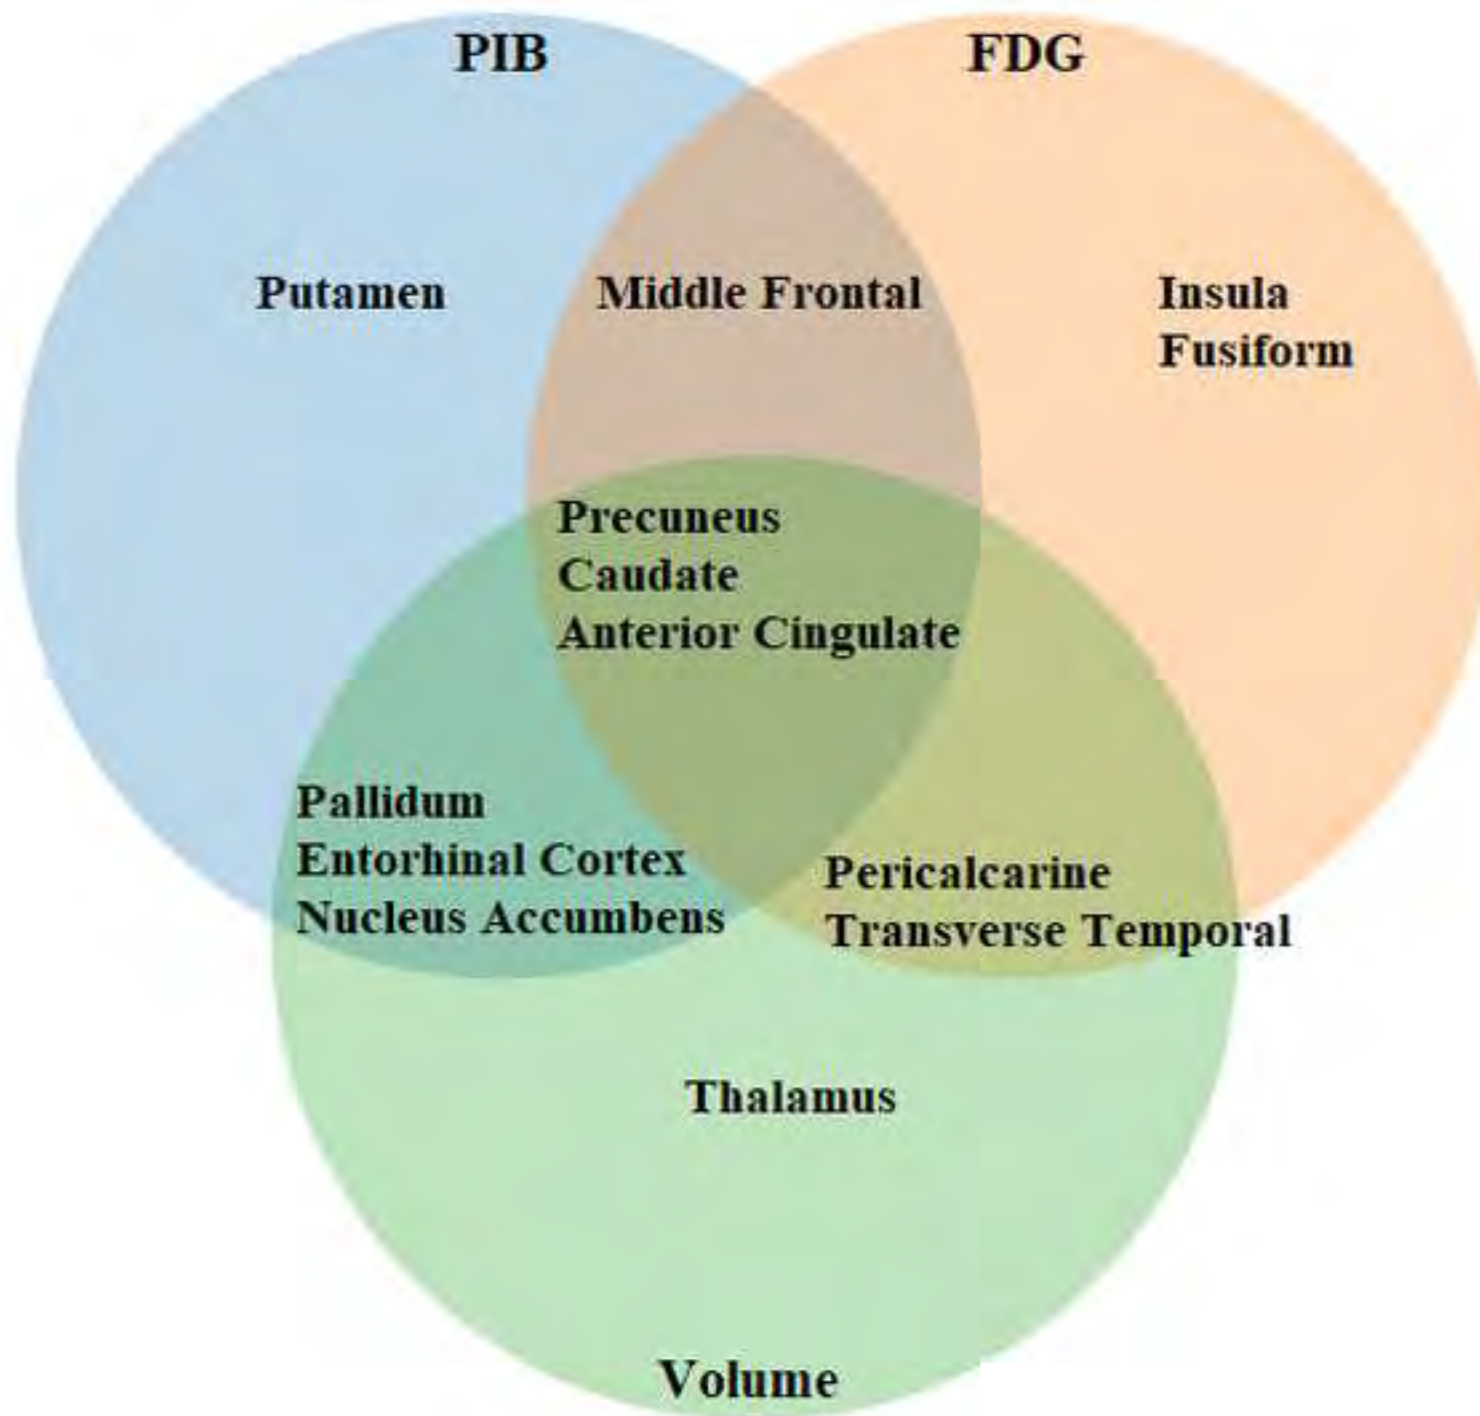 PIB
FDG
Putamen
Middle Frontal
Insula
Fusiform
Precuneus
Caudate
Anterior Cingulate
Pallidum
Entorhinal Cortex
Nucleus Accumbens
Pericalcarine
Transverse Temporal
Thalamus
Volume